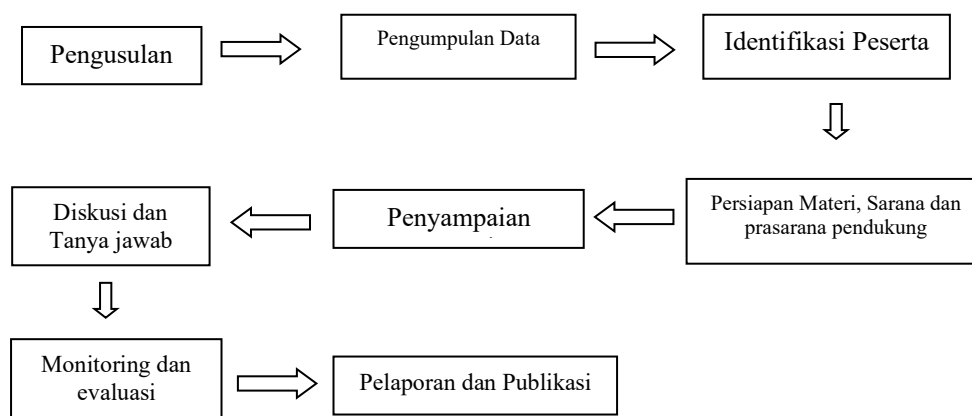 Pengusulan
Pengumpulan Data
Identifikasi Peserta
Persiapan Materi, Sarana dan
prasarana pendukung
Penyampaian
Diskusi dan
Tanya jawab
Monitoring dan
evaluasi
Pelaporan dan Publikasi